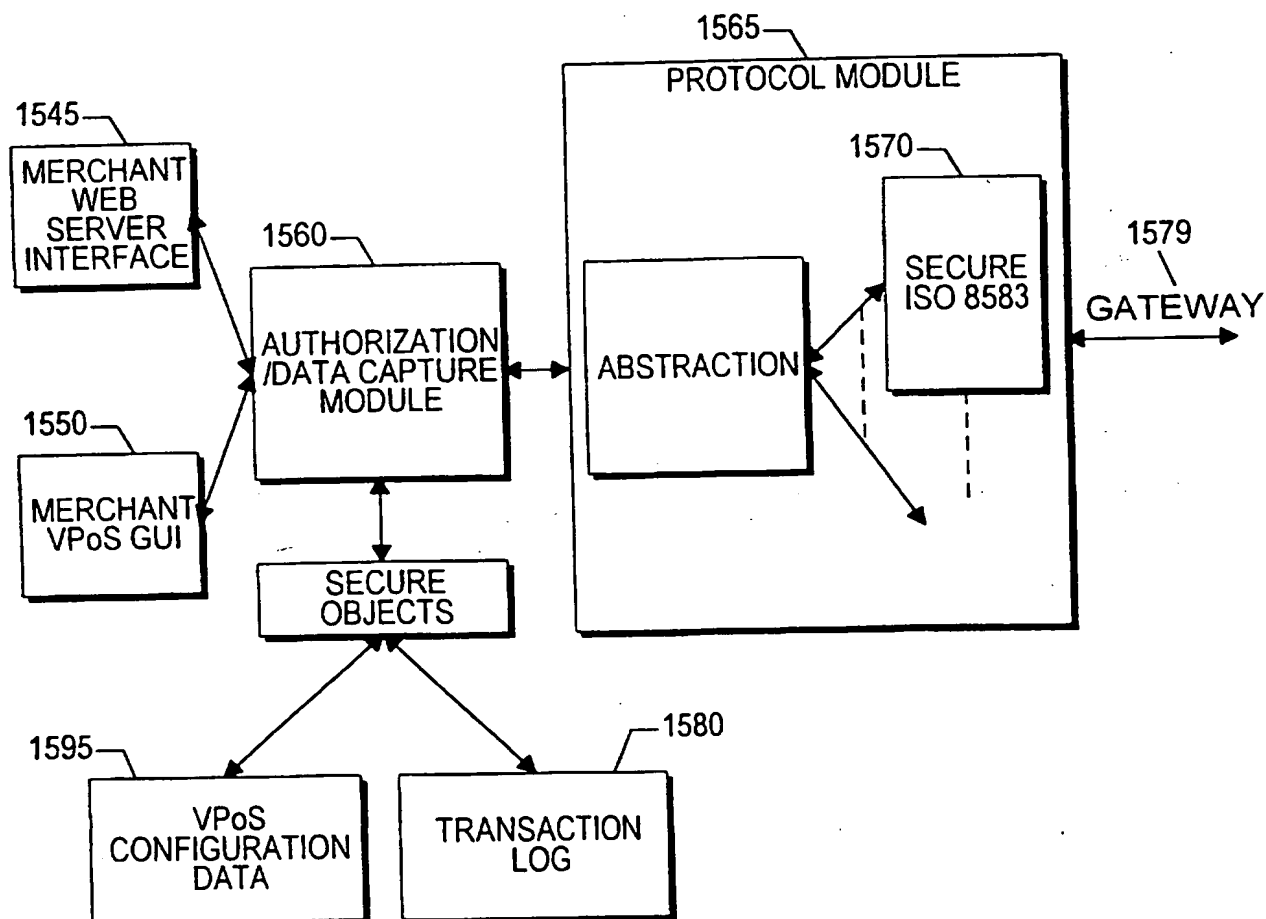 1565
PROTOCOL MODULE
1545
MERCHANT
WEB
SERVER
INTERFACE
1570
SECURE
ISO 8583
1579
GATEWAY
1560
AUTHORIZATION
/DATA CAPTURE
MODULE
ABSTRACTION
1550
MERCHANT
VPoS GUI
SECURE
OBJECTS
1595
VPoS
CONFIGURATION
DATA
1580
TRANSACTION
LOG